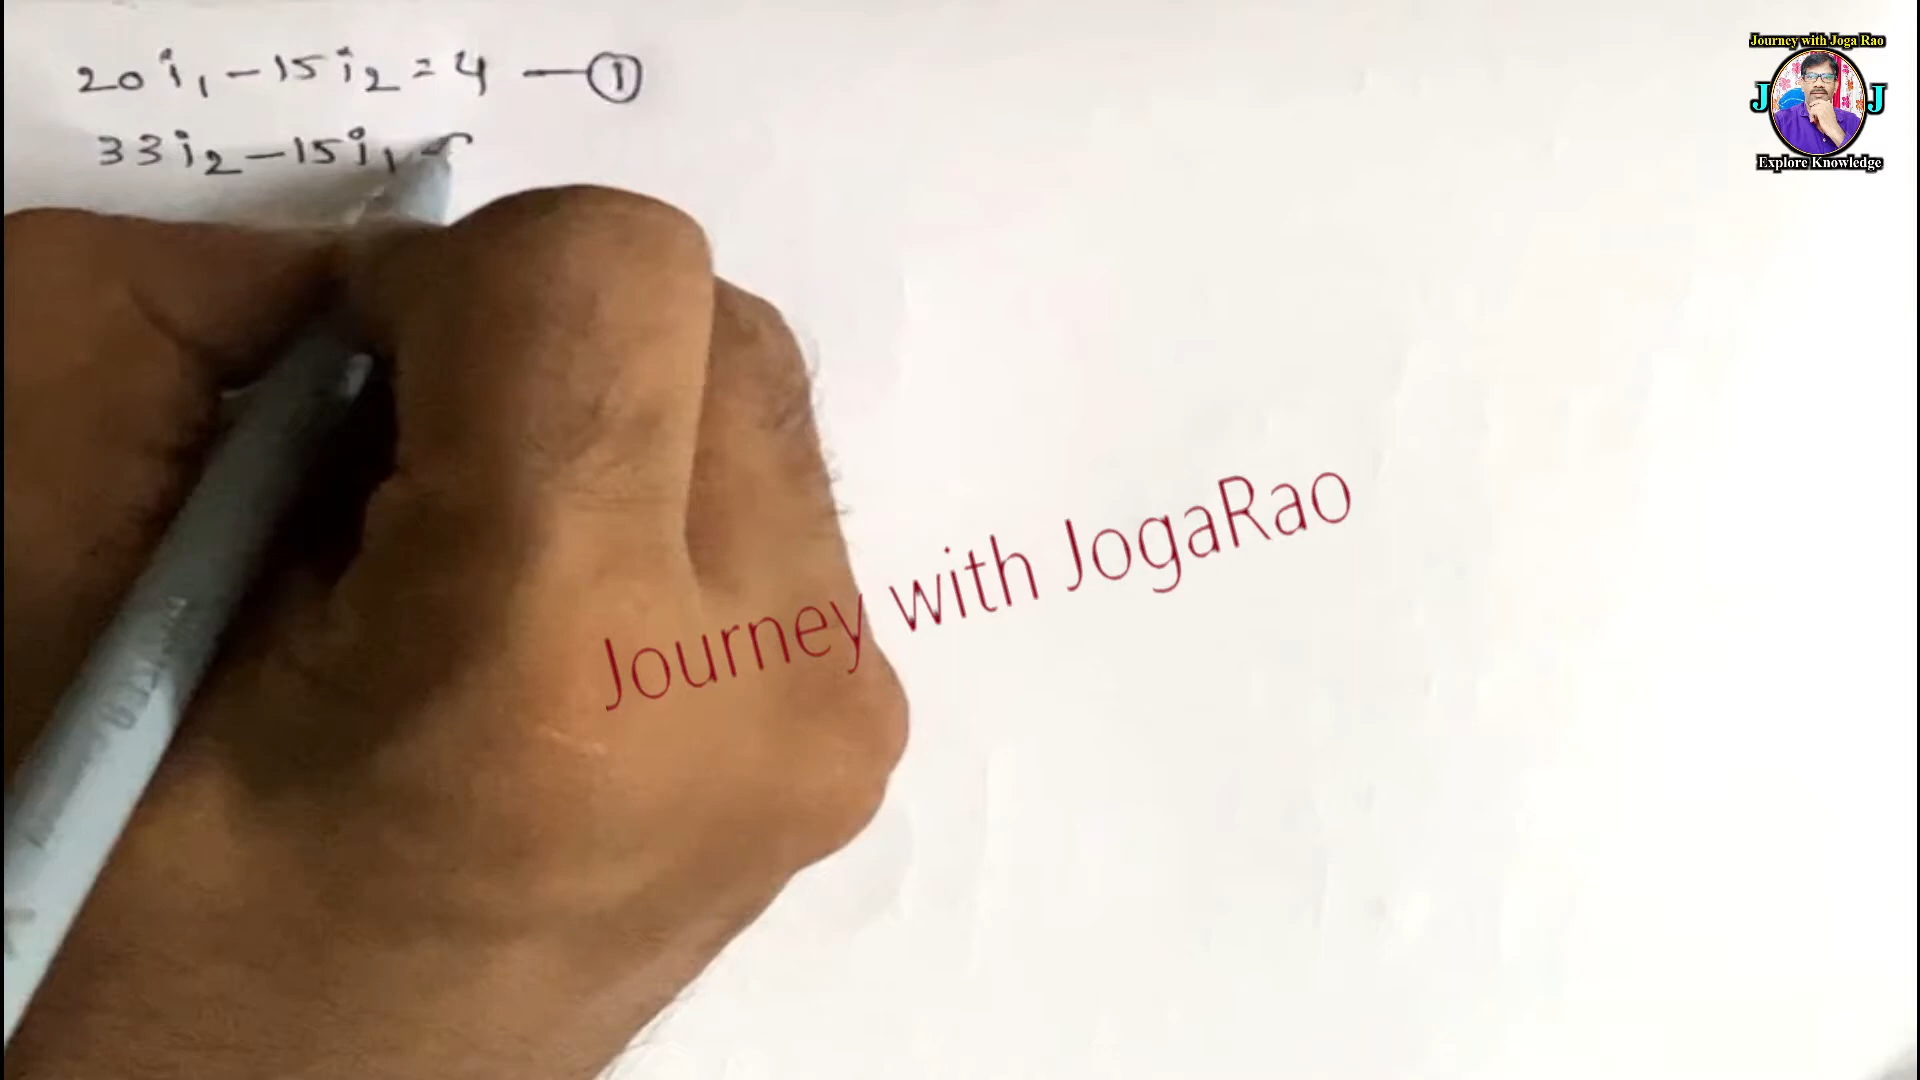 20i₁ - 15i₂ = 4 — ①
33i₂ - 15i₁
Journey with Joga Rao
J J
Explore Knowledge
Journey with JogaRao